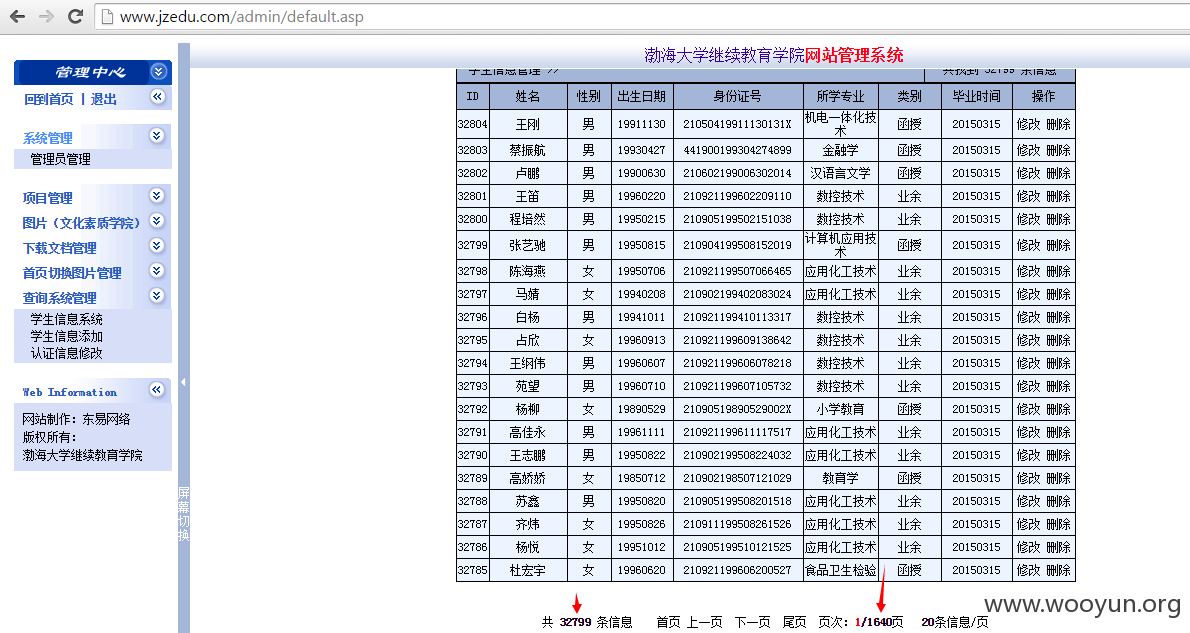 www.jzedu.com/admin/default.asp
渤海大学继续教育学院网站管理系统
管理中心
回到首页 | 退出
系统管理
管理员管理
项目管理
图片（文化素质学院）
下载文档管理
首页切换图片管理
查询系统管理
学生信息系统
学生信息添加
认证信息修改
Web Information
网站制作：东易网络
版权所有：
渤海大学继续教育学院
屏幕切换
学生信息管理 >> 共找到 32799 条信息
ID 姓名 性别 出生日期 身份证号 所学专业 类别 毕业时间 操作
32804 王刚 男 19911130 21050419911130131X 机电一体化技术 函授 20150315 修改 删除
32803 蔡振航 男 19930427 441900199304274899 金融学 函授 20150315 修改 删除
32802 卢鹏 男 19900630 210602199006302014 汉语言文学 函授 20150315 修改 删除
32801 王笛 男 19960220 210921199602209110 数控技术 业余 20150315 修改 删除
32800 程培然 男 19950215 210905199502151038 数控技术 业余 20150315 修改 删除
32799 张艺驰 男 19950815 210904199508152019 计算机应用技术 函授 20150315 修改 删除
32798 陈海燕 女 19950706 210921199507066465 应用化工技术 业余 20150315 修改 删除
32797 马婧 女 19940208 210902199402083024 应用化工技术 业余 20150315 修改 删除
32796 白杨 男 19941011 210921199410113317 数控技术 业余 20150315 修改 删除
32795 占欣 女 19960913 210921199609138642 数控技术 业余 20150315 修改 删除
32794 王纲伟 男 19960607 210921199606078218 数控技术 业余 20150315 修改 删除
32793 苑望 男 19960710 210921199607105732 数控技术 业余 20150315 修改 删除
32792 杨柳 女 19890529 21090519890529002X 小学教育 函授 20150315 修改 删除
32791 高佳永 男 19961111 210921199611117517 应用化工技术 业余 20150315 修改 删除
32790 王志鹏 男 19950822 210921199508224032 应用化工技术 业余 20150315 修改 删除
32789 高娇娇 女 19850712 210902198507121029 教育学 函授 20150315 修改 删除
32788 苏鑫 男 19950820 210905199508201518 应用化工技术 业余 20150315 修改 删除
32787 齐炜 女 19950826 210911199508261526 应用化工技术 业余 20150315 修改 删除
32786 杨悦 女 19951012 210905199510121525 应用化工技术 业余 20150315 修改 删除
32785 杜宏宇 女 19960620 210921199606200527 食品卫生检验 函授 20150315 修改 删除
共 32799 条信息 首页 上一页 下一页 尾页 页次：1/1640页 20条信息/页
www.wooyun.org